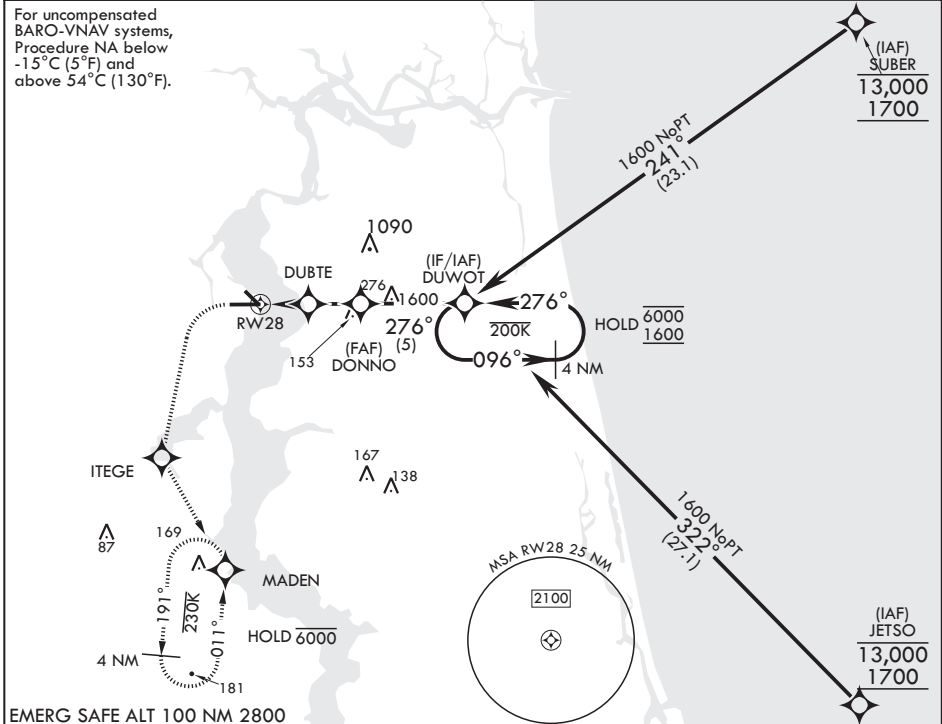 For uncompensated
BARO-VNAV systems,
Procedure NA below
-15°C (5°F) and
above 54°C (130°F).
(IAF)
SUBER
13,000
1700
1600 NoPT
241°
(23.1)
1090
(IF/IAF)
DUWOT
DUBTE
276
1600
276°
RW28
276°
(5)
200K
HOLD 6000
1600
153
(FAF)
DONNO
096°
4 NM
ITEGE
167
138
1600 NoPT
322°
(27.1)
87
169
MSA RW28 25 NM
2100
MADEN
191°
230K
011°
HOLD 6000
4 NM
181
(IAF)
JETSO
13,000
1700
EMERG SAFE ALT 100 NM 2800